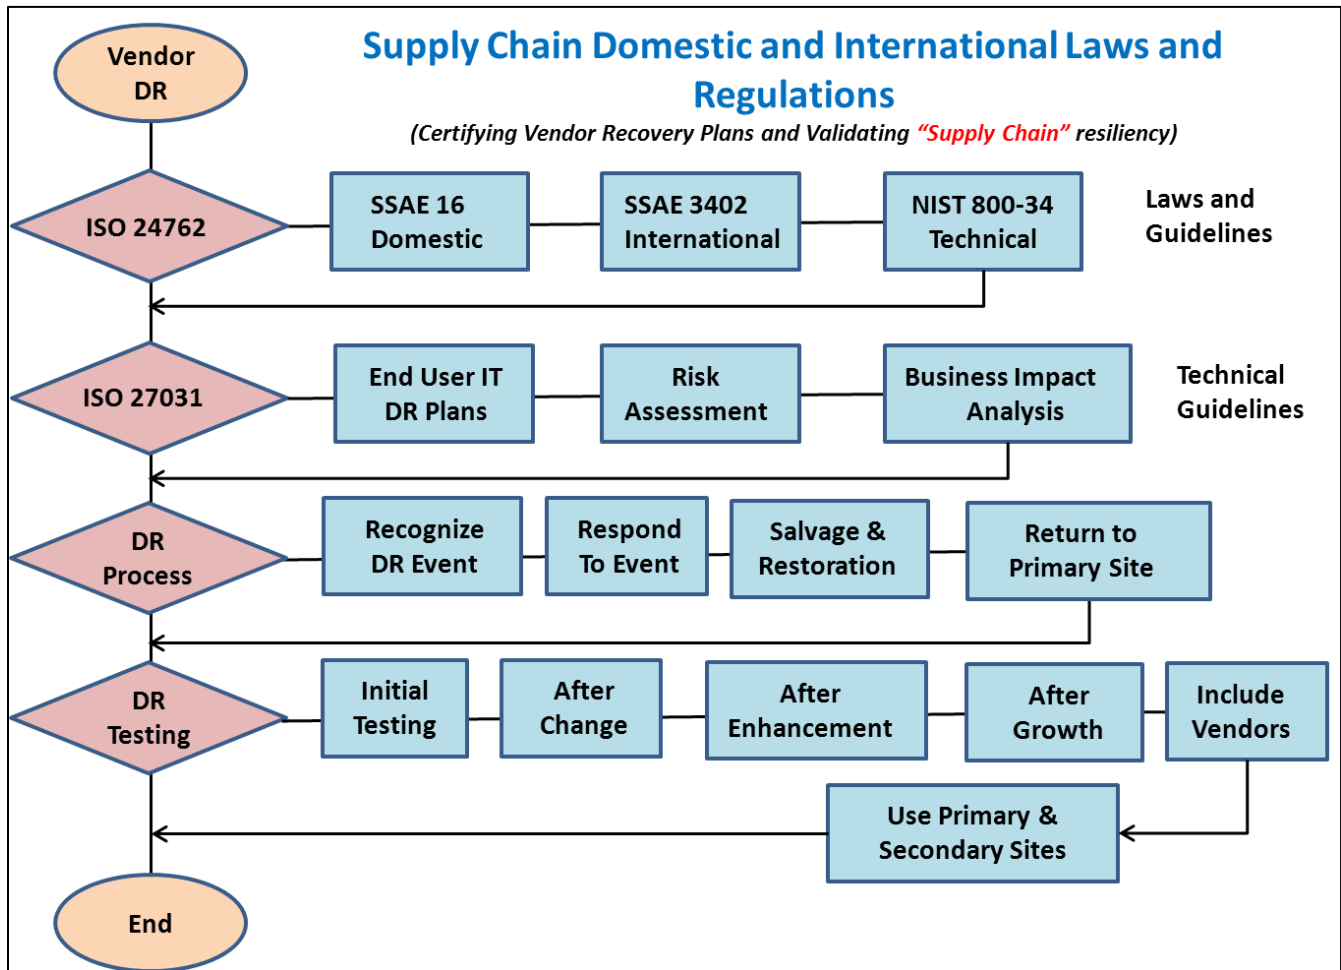 Vendor
DR
Supply Chain Domestic and International Laws and
Regulations
(Certifying Vendor Recovery Plans and Validating “Supply Chain” resiliency)
ISO 24762
SSAE 16
Domestic
SSAE 3402
International
NIST 800-34
Technical
Laws and
Guidelines
ISO 27031
End User IT
DR Plans
Risk
Assessment
Business Impact
Analysis
Technical
Guidelines
DR
Process
Recognize
DR Event
Respond
To Event
Salvage &
Restoration
Return to
Primary Site
DR
Testing
Initial
Testing
After
Change
After
Enhancement
After
Growth
Include
Vendors
Use Primary &
Secondary Sites
End